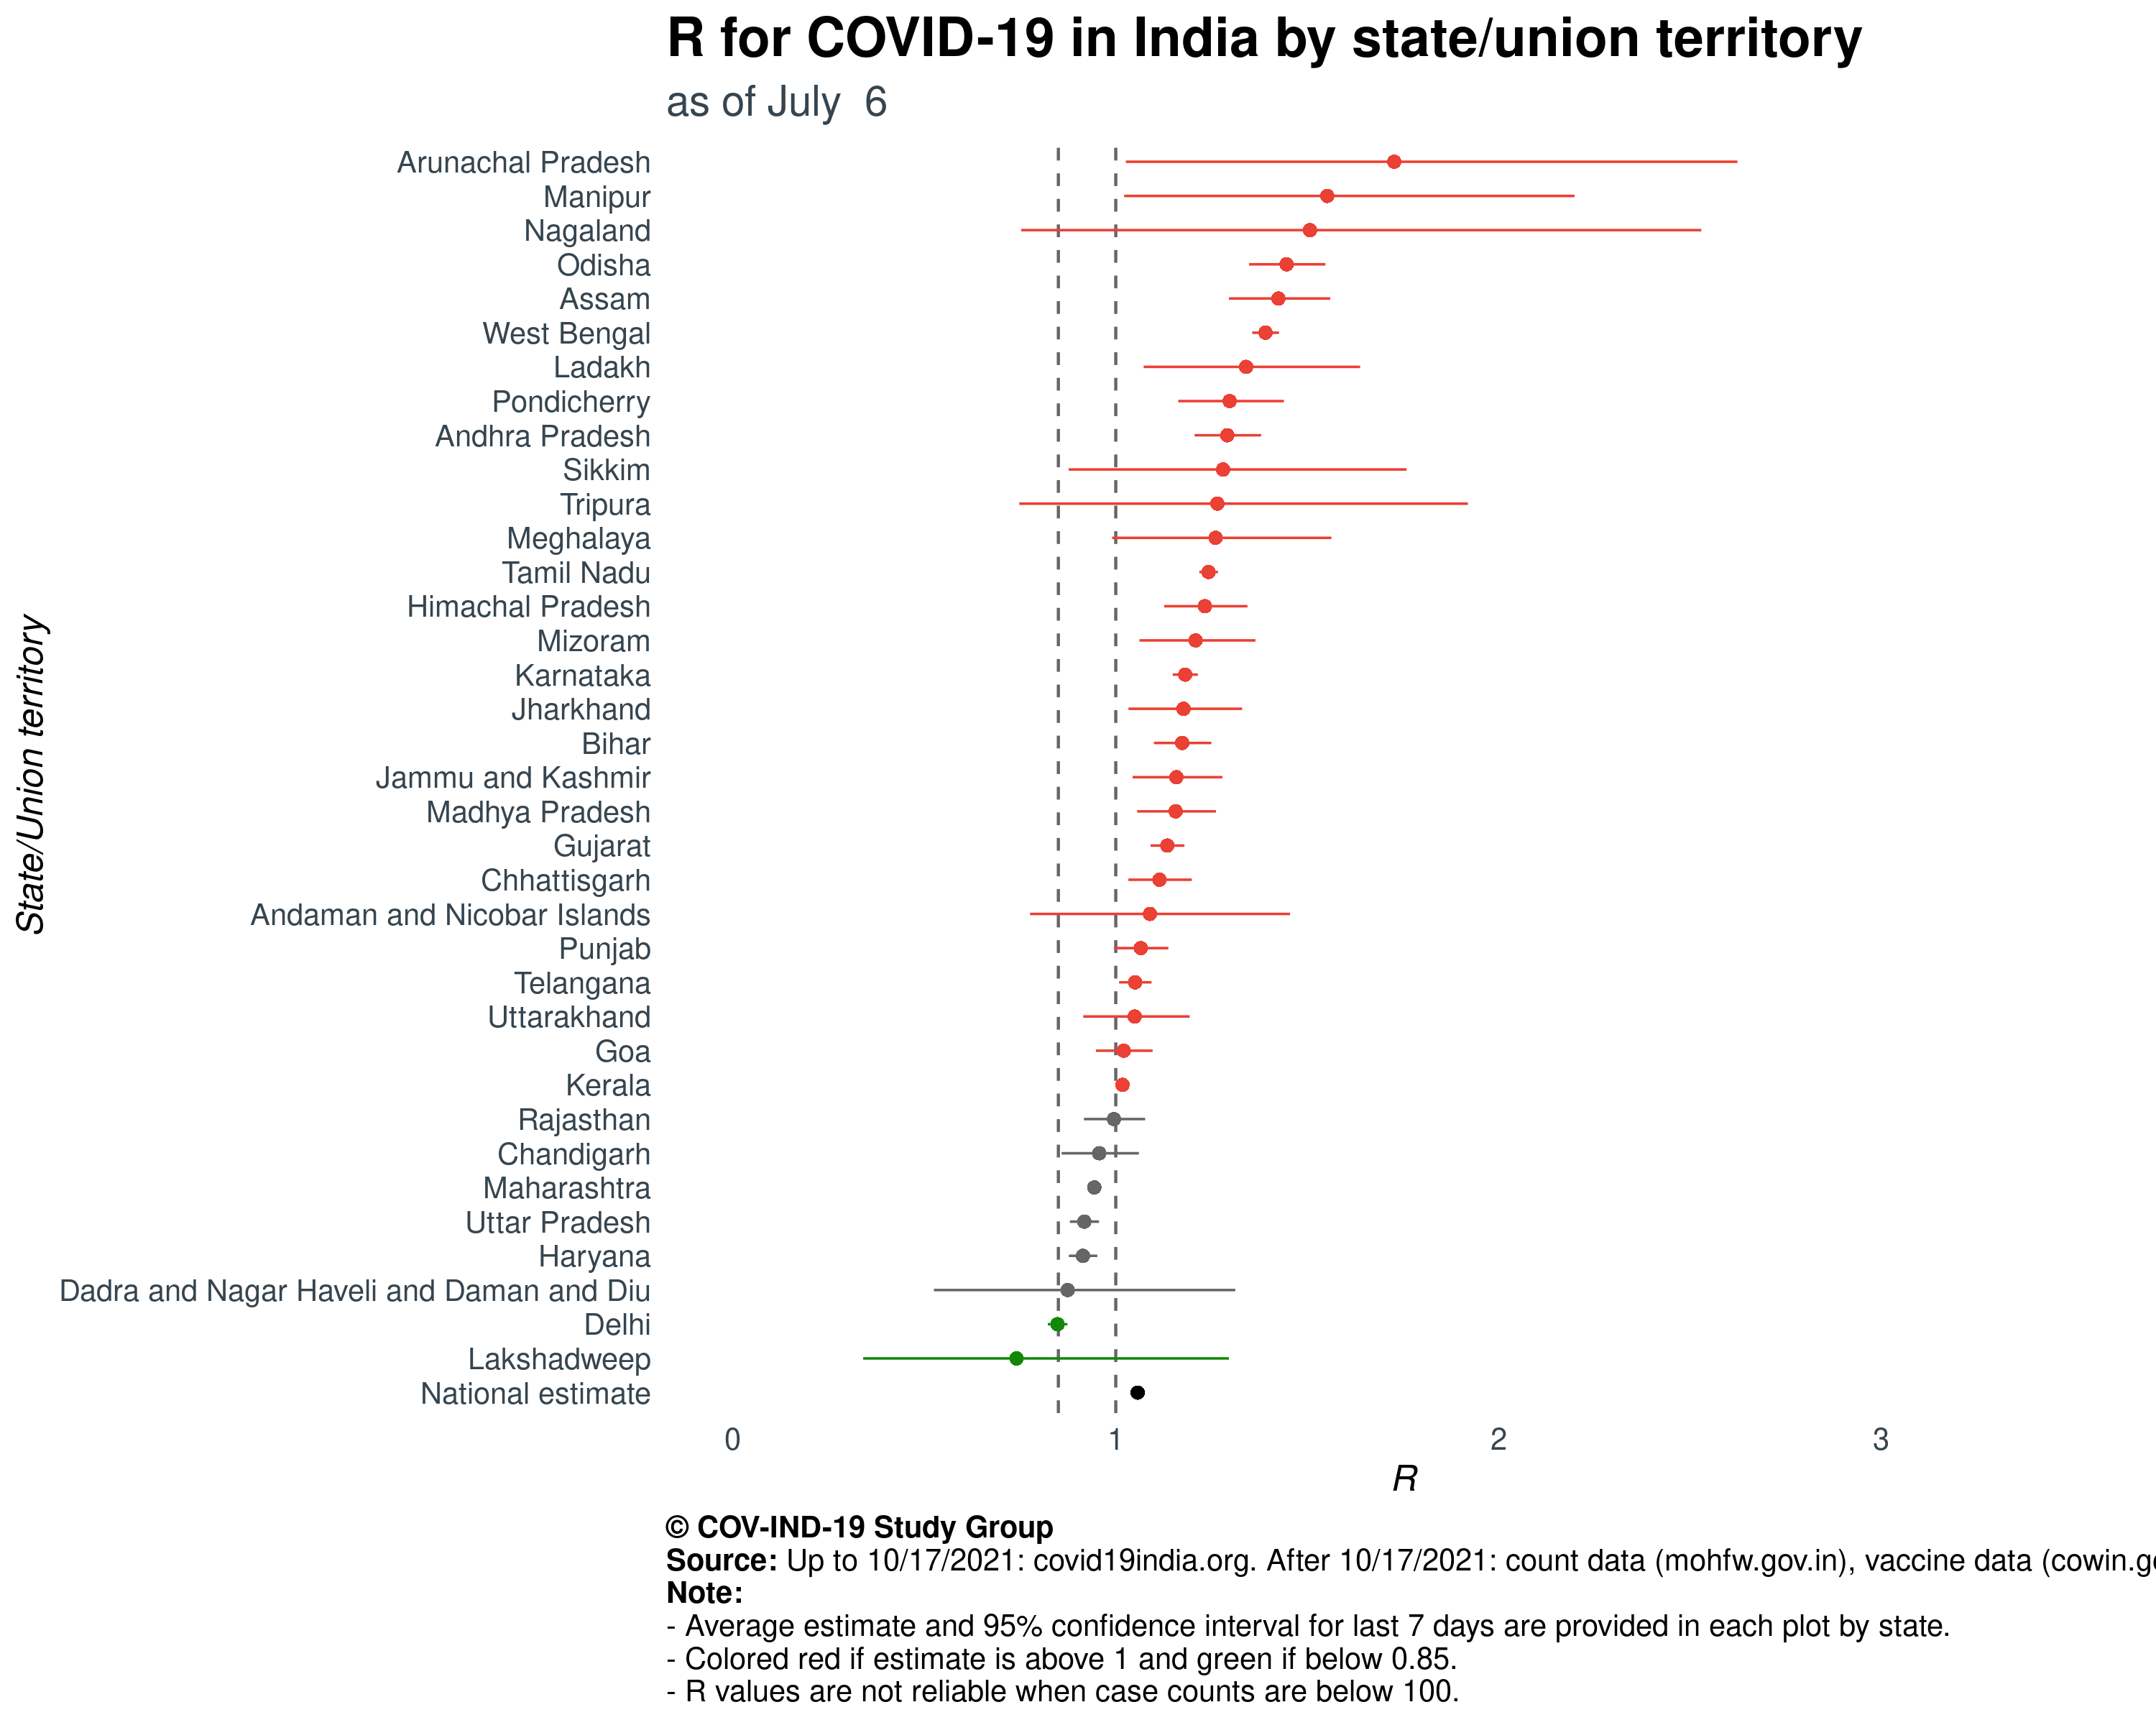 R for COVID-19 in India by state/union territory
as of July  6
State/Union territory
Arunachal Pradesh
Manipur
Nagaland
Odisha
Assam
West Bengal
Ladakh
Pondicherry
Andhra Pradesh
Sikkim
Tripura
Meghalaya
Tamil Nadu
Himachal Pradesh
Mizoram
Karnataka
Jharkhand
Bihar
Jammu and Kashmir
Madhya Pradesh
Gujarat
Chhattisgarh
Andaman and Nicobar Islands
Punjab
Telangana
Uttarakhand
Goa
Kerala
Rajasthan
Chandigarh
Maharashtra
Uttar Pradesh
Haryana
Dadra and Nagar Haveli and Daman and Diu
Delhi
Lakshadweep
National estimate
0 1 2 3
R
© COV-IND-19 Study Group
Source: Up to 10/17/2021: covid19india.org. After 10/17/2021: count data (mohfw.gov.in), vaccine data
Note:
- Average estimate and 95% confidence interval for last 7 days are provided in each plot by state.
- Colored red if estimate is above 1 and green if below 0.85.
- R values are not reliable when case counts are below 100.